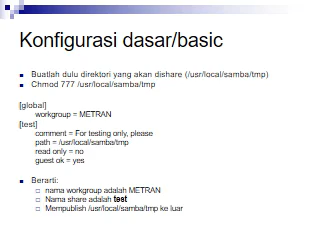 Konfigurasi dasar/basic
Buatlah dulu direktori yang akan dishare (/usr/local/samba/tmp)
Chmod 777 /usr/local/samba/tmp
[global]
workgroup = METRAN
[test]
comment = For testing only, please
path = /usr/local/samba/tmp
read only = no
guest ok = yes
Berarti:
nama workgroup adalah METRAN
Nama share adalah test
Mempublish /usr/local/samba/tmp ke luar